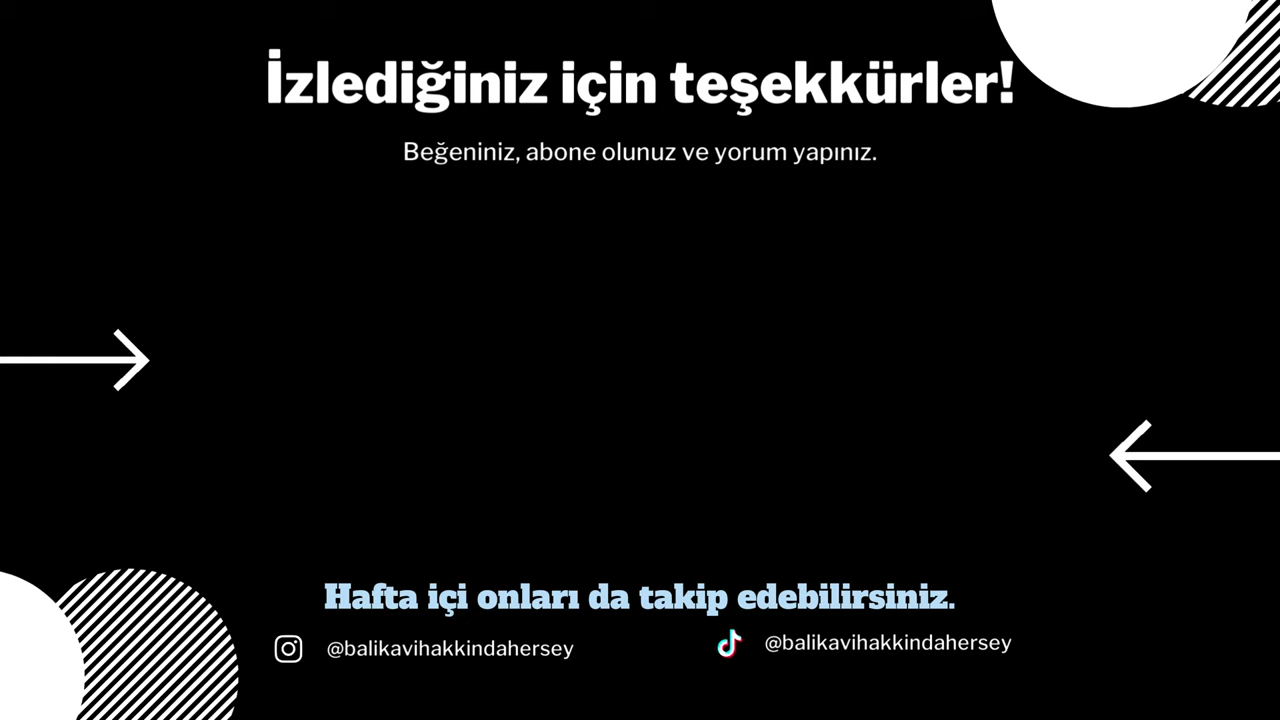 İzlediğiniz için teşekkürler!
Beğeniniz, abone olunuz ve yorum yapınız.
Hafta içi onları da takip edebilirsiniz.
@balikavihakkindahersey
@balikavihakkindahersey